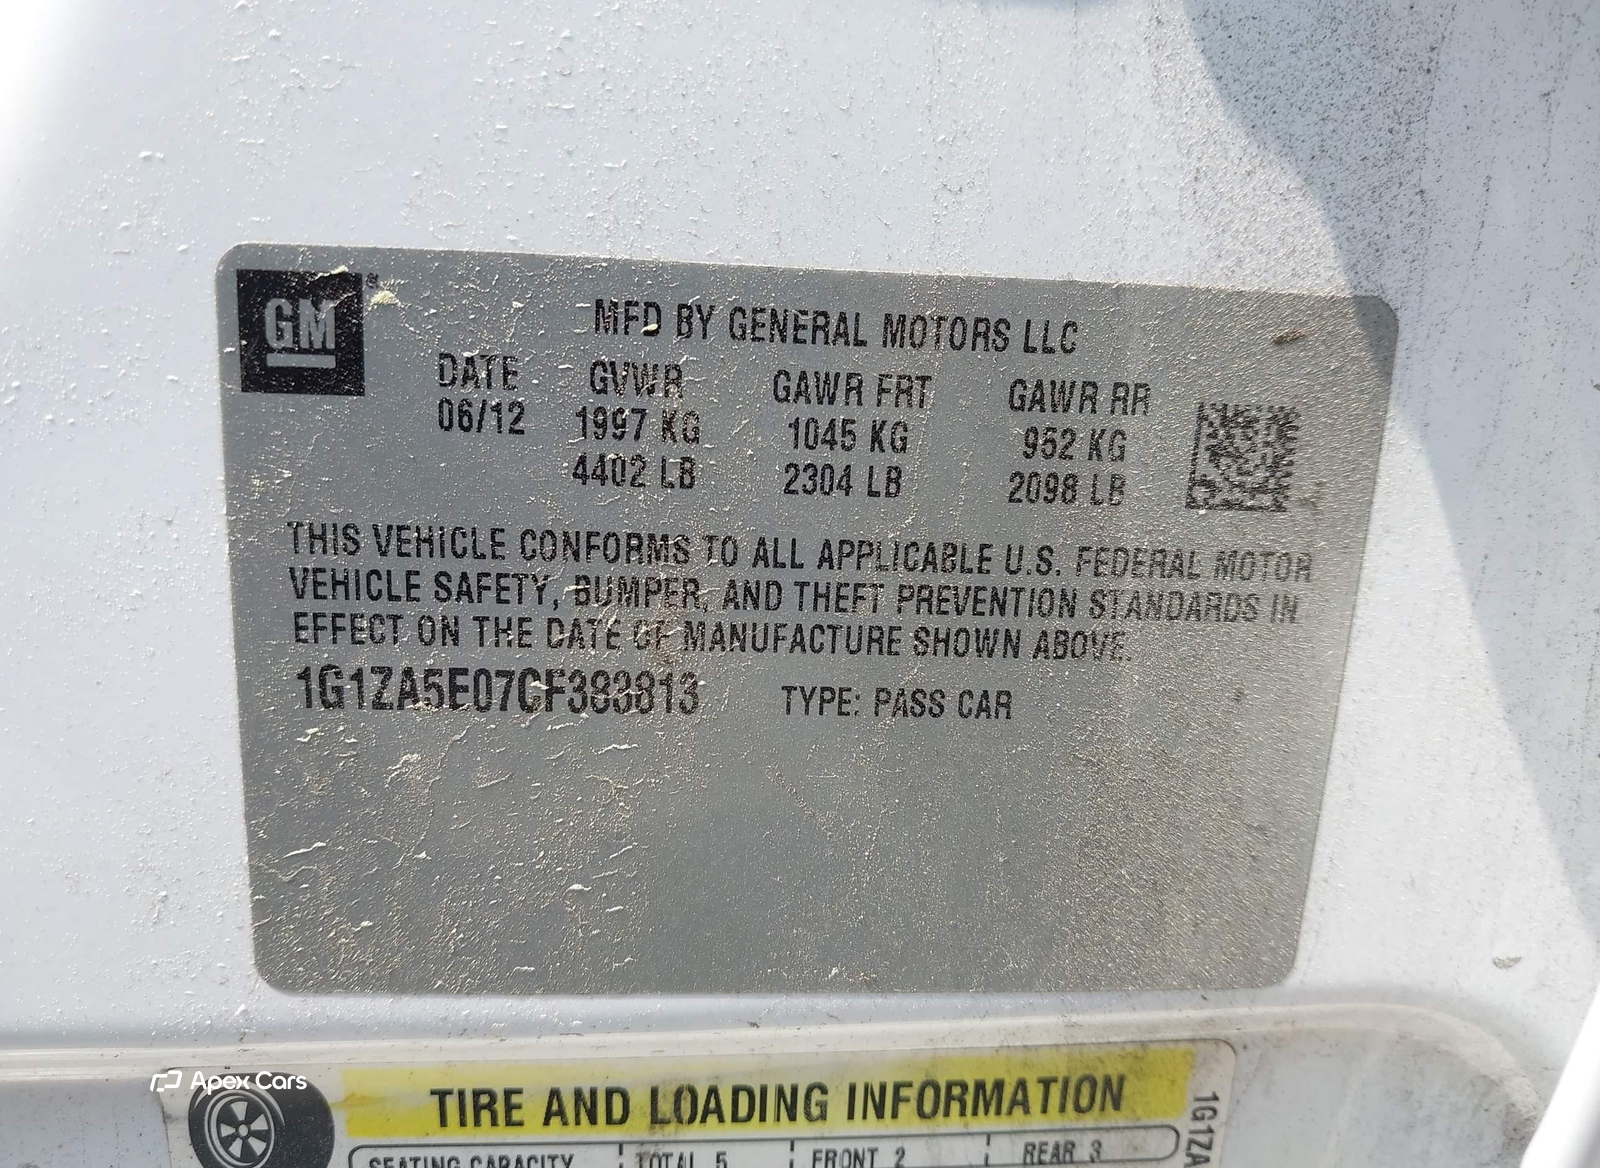 GM
MFD BY GENERAL MOTORS LLC
DATE GVWR GAWR FRT GAWR RR
06/12 1997 KG 1045 KG 952 KG
4402 LB 2304 LB 2098 LB
THIS VEHICLE CONFORMS TO ALL APPLICABLE U.S. FEDERAL MOTOR
VEHICLE SAFETY, BUMPER, AND THEFT PREVENTION STANDARDS IN
EFFECT ON THE DATE OF MANUFACTURE SHOWN ABOVE.
1G1ZA5E07CF383813 TYPE: PASS CAR
Apex Cars
TIRE AND LOADING INFORMATION
SEATING CAPACITY TOTAL 5 FRONT 2 REAR 3
1G1ZA